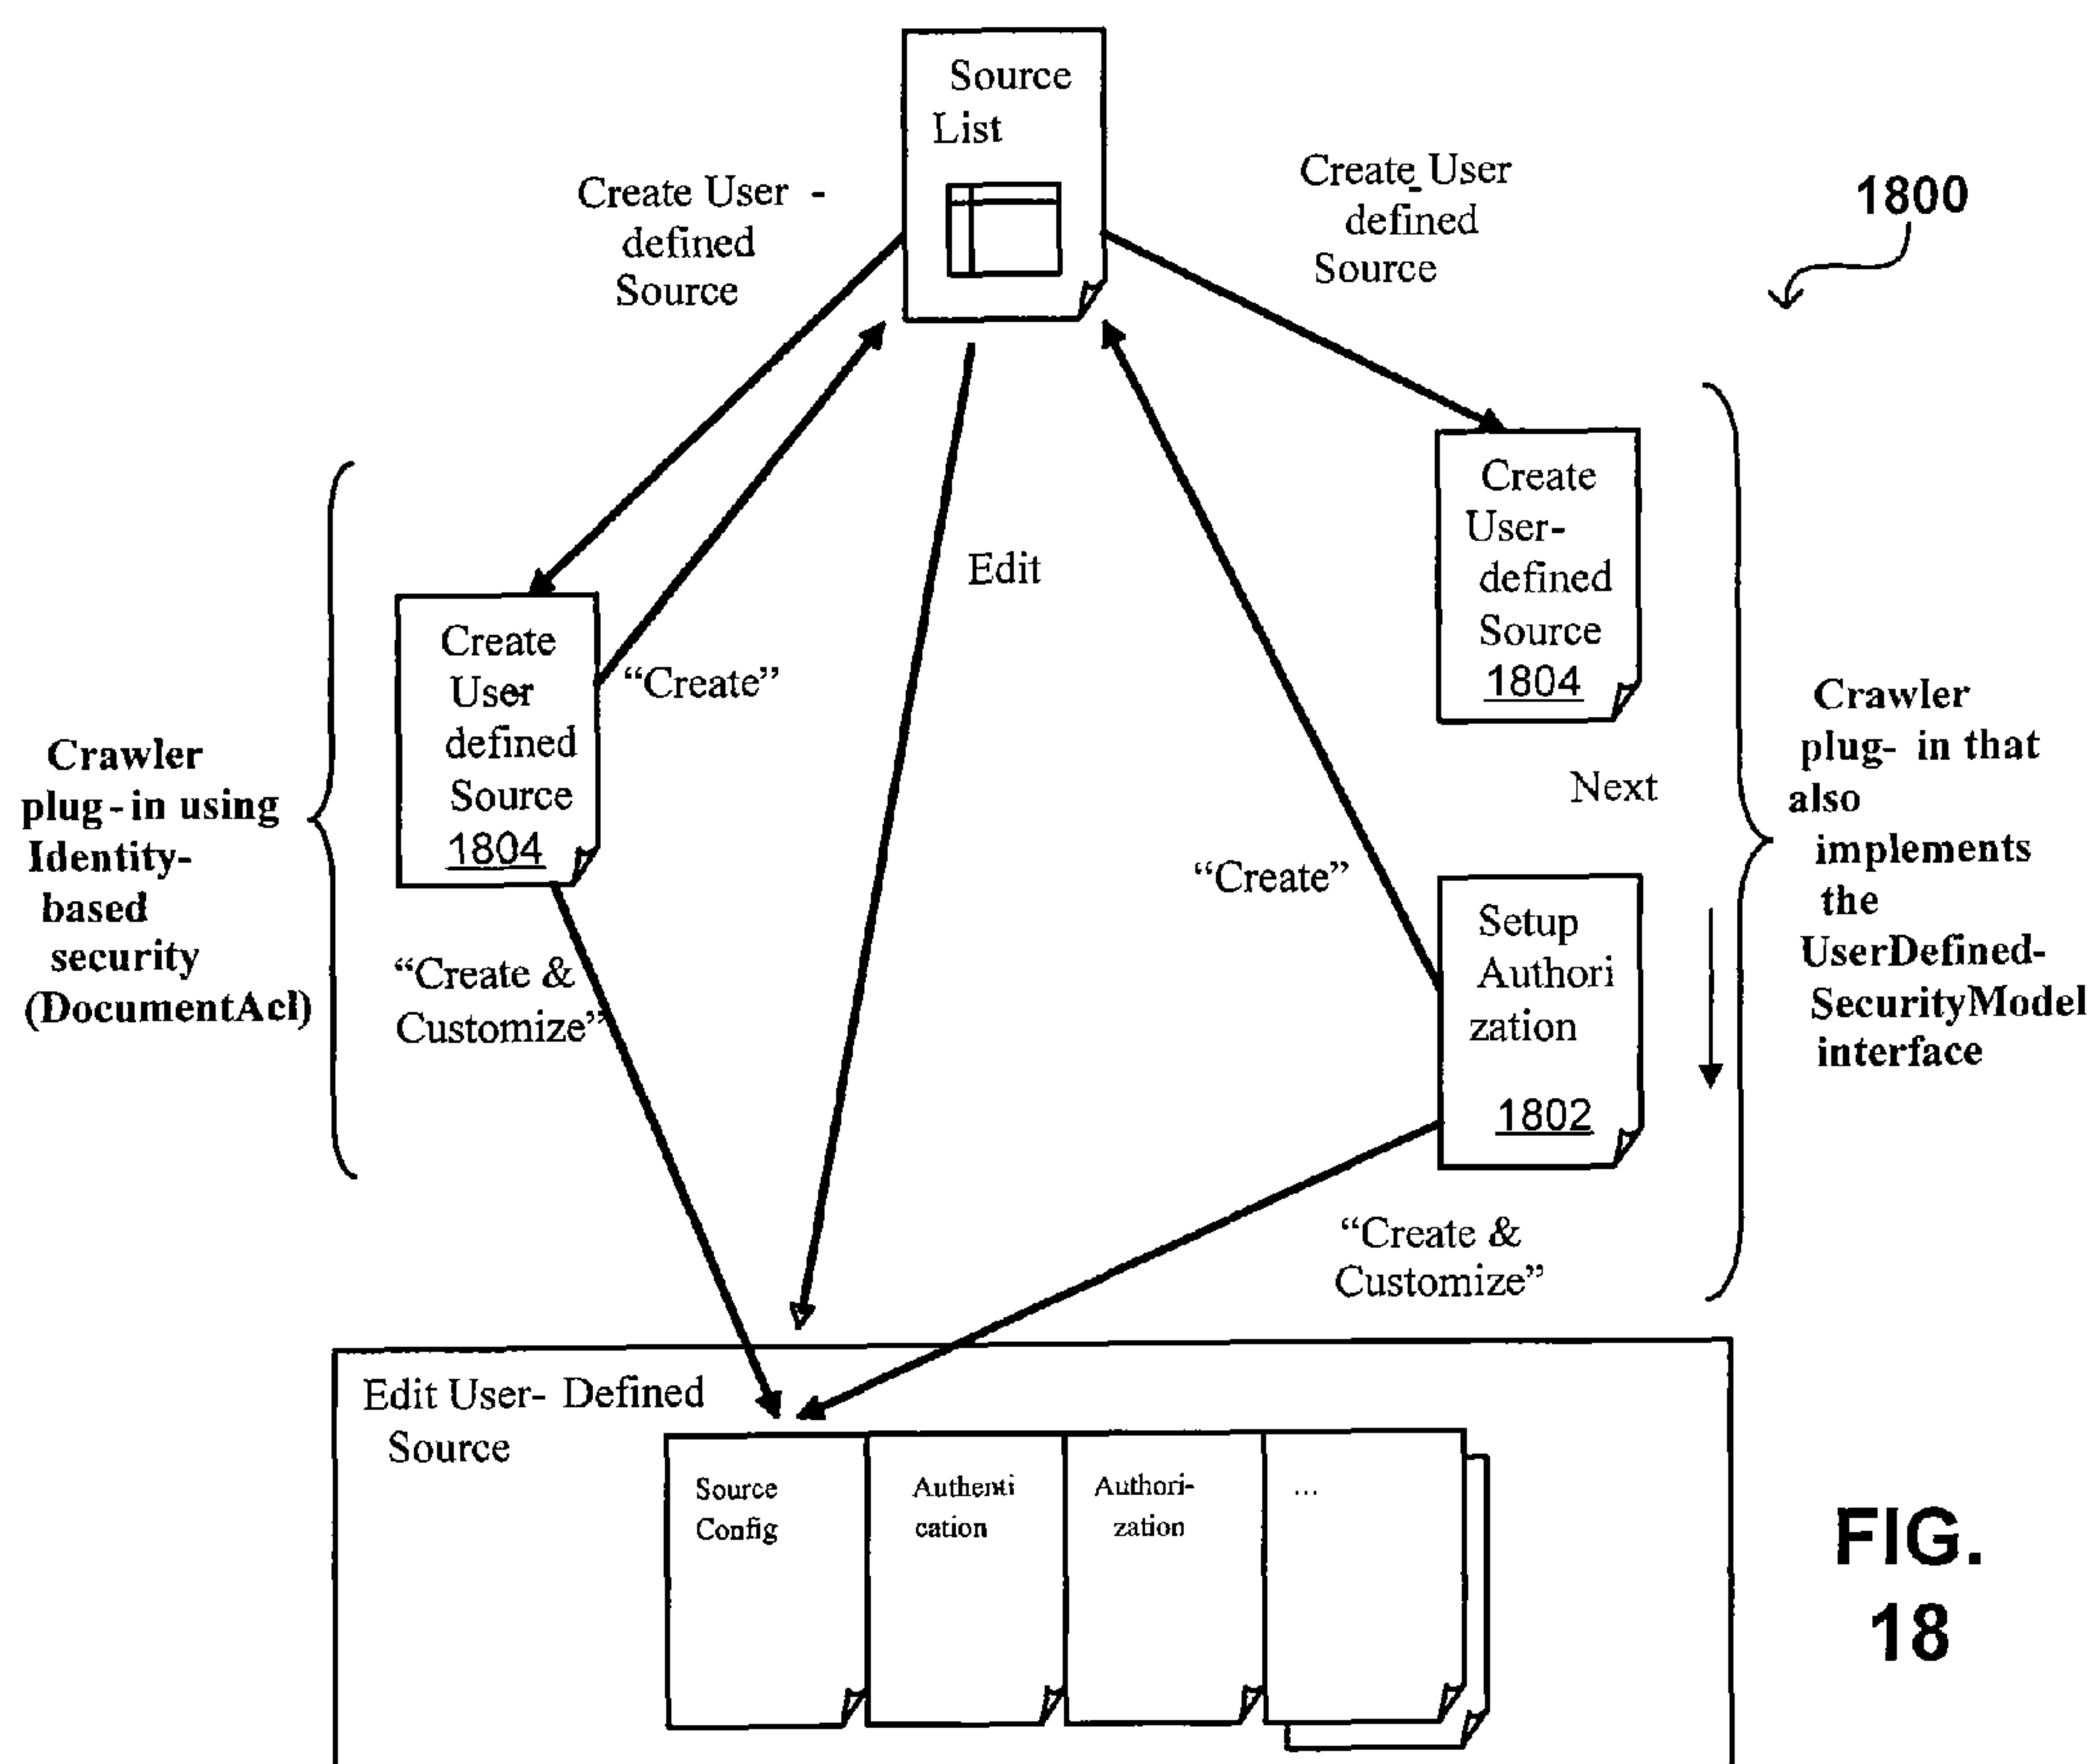 Source
List
Create User -
defined
Source
Create User
-
defined
Source
1800
Create
User-
defined
Source
1804
Edit
Create
User
defined
Source
1804
"Create"
Crawler
plug-in using
Identity-
based
security
(DocumentAcl)
Next
Crawler
plug- in that
also
implements
the
UserDefined-
SecurityModel
interface
"Create"
Setup
Authori
zation
1802
"Create &
Customize"
"Create &
Customize"
Edit User- Defined
Source
Source
Config
Authenti
cation
Authori-
zation
...
FIG.
18